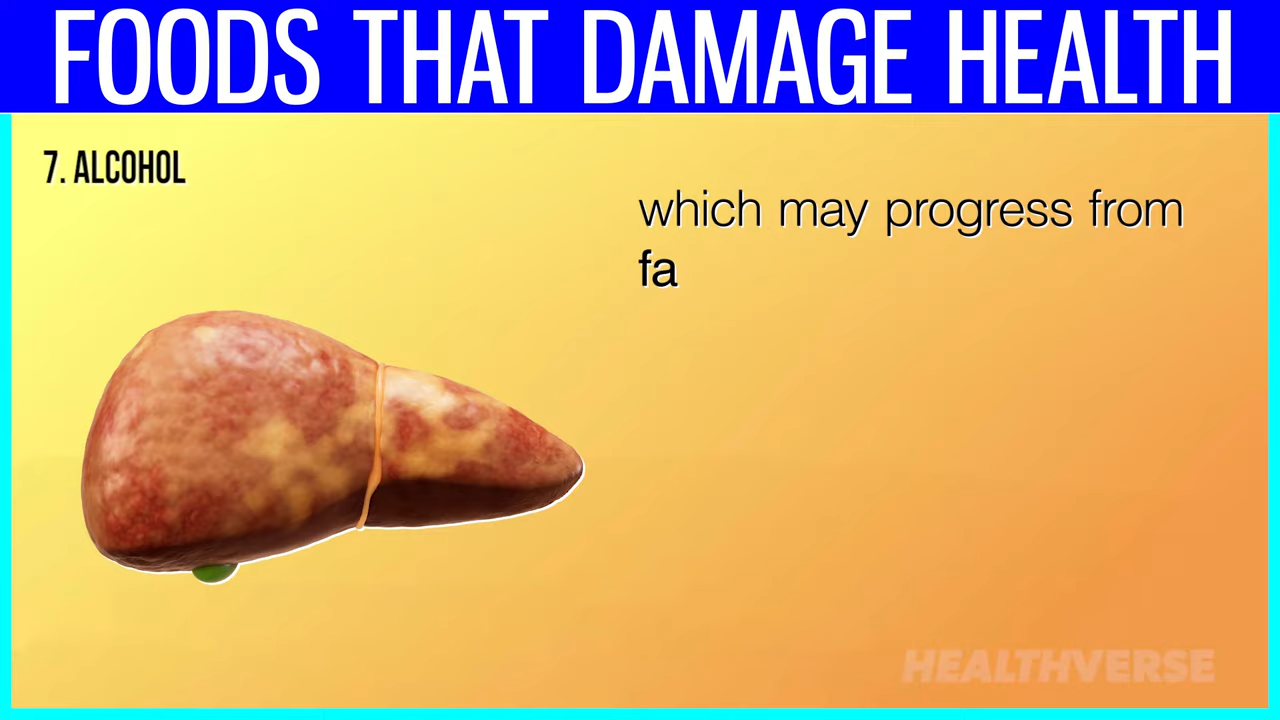 FOODS THAT DAMAGE HEALTH
7. ALCOHOL
which may progress from
fa
HEALTHVERSE